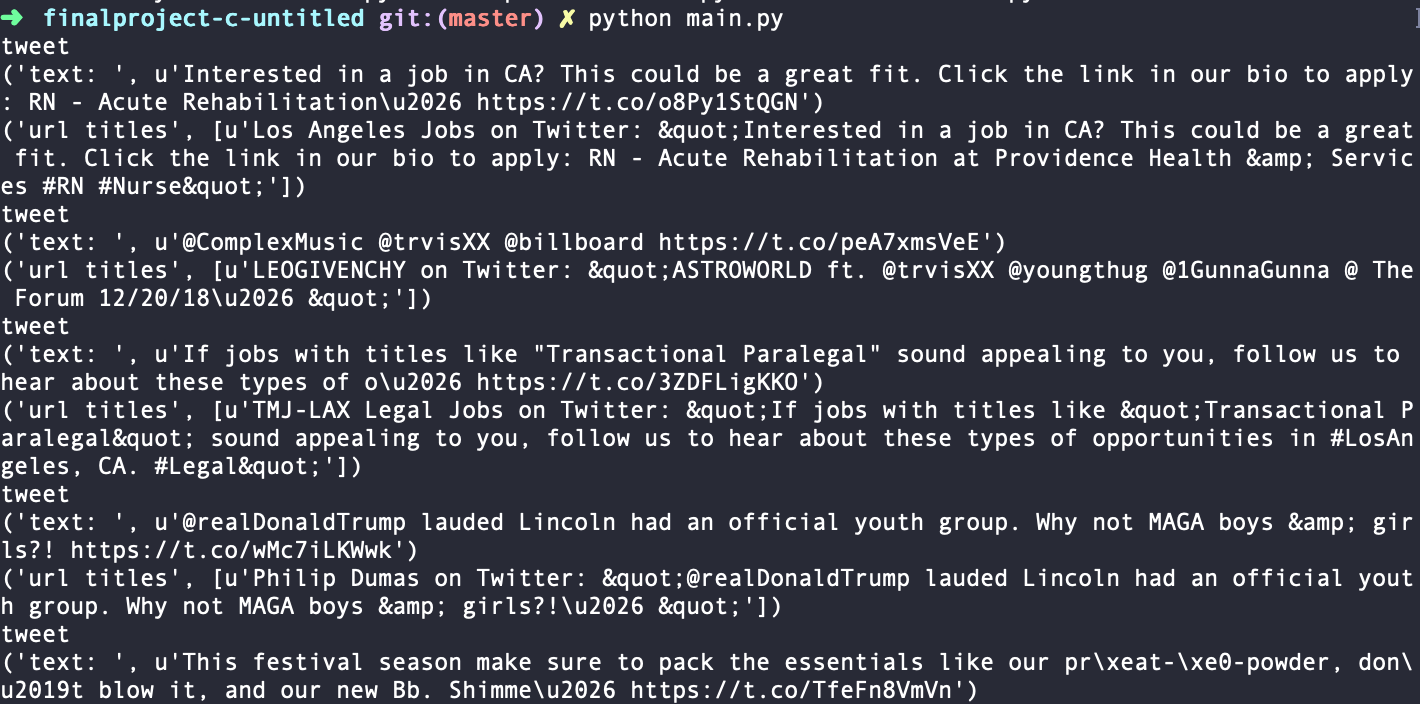 ➜ finalproject-c-untitled git:(master) ✗ python main.py
tweet
('text: ', u'Interested in a job in CA? This could be a great fit. Click the link in our bio to apply
: RN - Acute Rehabilitation\u2026 https://t.co/o8Py1StQGN')
('url titles', [u'Los Angeles Jobs on Twitter: &quot;Interested in a job in CA? This could be a great
 fit. Click the link in our bio to apply: RN - Acute Rehabilitation at Providence Health &amp; Servic
es #RN #Nurse&quot;'])
tweet
('text: ', u'@ComplexMusic @trvisXX @billboard https://t.co/peA7xmsVeE')
('url titles', [u'LEOGIVENCHY on Twitter: &quot;ASTROWORLD ft. @trvisXX @youngthug @1GunnaGunna @ The
 Forum 12/20/18\u2026 &quot;'])
tweet
('text: ', u'If jobs with titles like "Transactional Paralegal" sound appealing to you, follow us to
hear about these types of o\u2026 https://t.co/3ZDFLigKKO')
('url titles', [u'TMJ-LAX Legal Jobs on Twitter: &quot;If jobs with titles like &quot;Transactional P
aralegal&quot; sound appealing to you, follow us to hear about these types of opportunities in #LosAn
geles, CA. #Legal&quot;'])
tweet
('text: ', u'@realDonaldTrump lauded Lincoln had an official youth group. Why not MAGA boys &amp; gir
ls?! https://t.co/wMc7iLKWwk')
('url titles', [u'Philip Dumas on Twitter: &quot;@realDonaldTrump lauded Lincoln had an official yout
h group. Why not MAGA boys &amp; girls?!\u2026 &quot;'])
tweet
('text: ', u'This festival season make sure to pack the essentials like our pr\xeat-\xe0-powder, don\
u2019t blow it, and our new Bb. Shimme\u2026 https://t.co/TfeFn8VmVn')